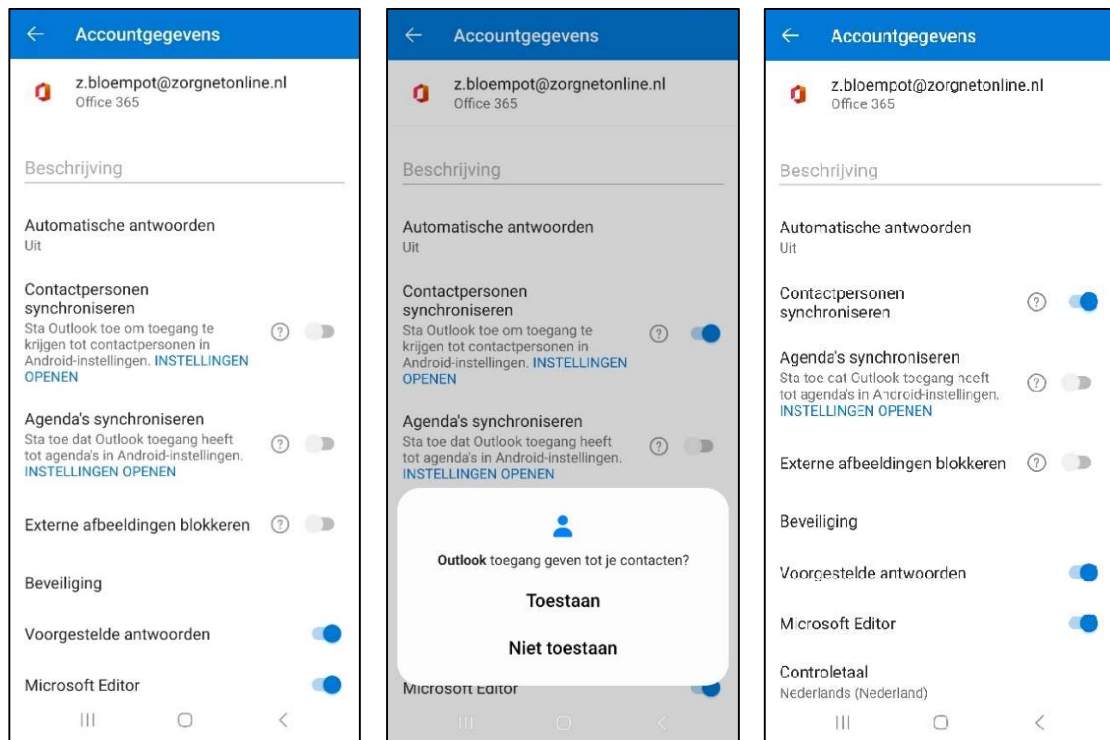 Accountgegevens
z.bloempot@zorgnetonline.nl
Office 365
Beschrijving
Automatische antwoorden
Uit
Contactpersonen
synchroniseren
Sta Outlook toe om toegang te
krijgen tot contactpersonen in
Android-instellingen. INSTELLINGEN
OPENEN
Agenda's synchroniseren
Sta toe dat Outlook toegang heeft
tot agenda's in Android-instellingen.
INSTELLINGEN OPENEN
Externe afbeeldingen blokkeren
Beveiliging
Voorgestelde antwoorden
Microsoft Editor
Accountgegevens
z.bloempot@zorgnetonline.nl
Office 365
Beschrijving
Automatische antwoorden
Uit
Contactpersonen
synchroniseren
Sta Outlook toe om toegang te
krijgen tot contactpersonen in
Android-instellingen. INSTELLINGEN
OPENEN
Agenda's synchroniseren
Sta toe dat Outlook toegang heeft
tot agenda's in Android-instellingen.
INSTELLINGEN OPENEN
Outlook toegang geven tot je contacten?
Toestaan
Niet toestaan
Microsoft Editor
Accountgegevens
z.bloempot@zorgnetonline.nl
Office 365
Beschrijving
Automatische antwoorden
Uit
Contactpersonen
synchroniseren
Agenda's synchroniseren
Sta toe dat Outlook toegang heeft
tot agenda's in Android-instellingen.
INSTELLINGEN OPENEN
Externe afbeeldingen blokkeren
Beveiliging
Voorgestelde antwoorden
Microsoft Editor
Controletaal
Nederlands (Nederland)